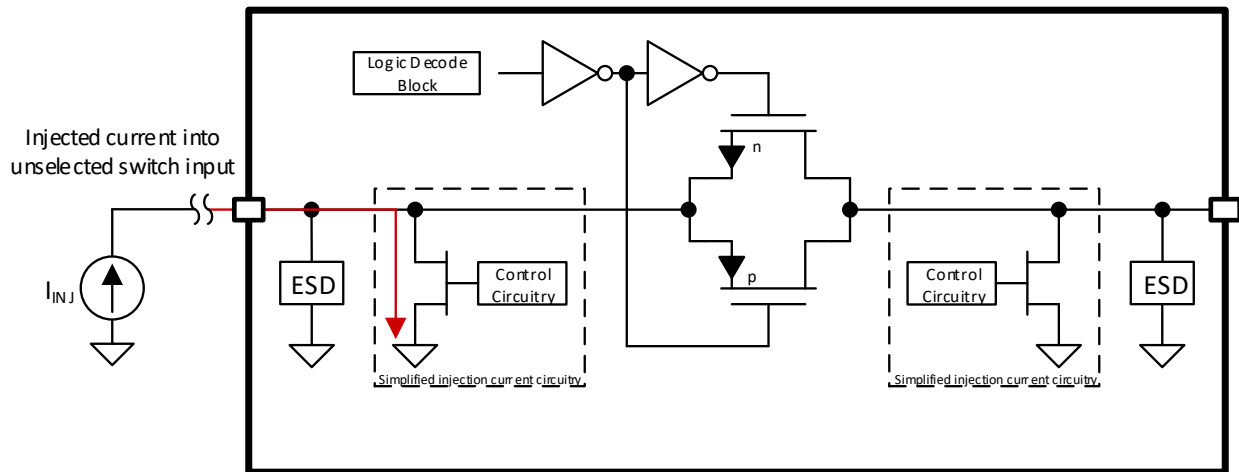 Logic Decode
Block
Injected current into
unselected switch input
n
p
I_INJ
ESD
Control
Circuitry
Simplified injection current circuitry
Control
Circuitry
ESD
Simplified injection current circuitry